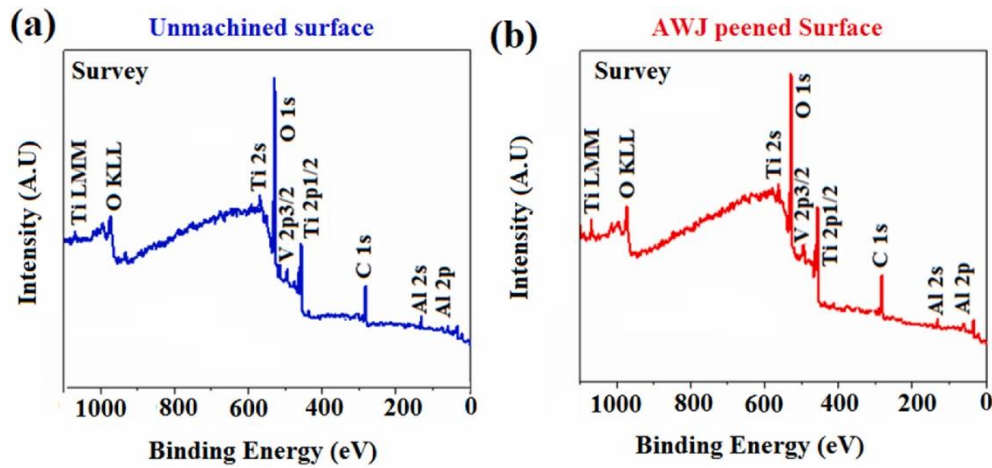 (a)
Unmachined surface
Survey
Ti LMM
O KLL
Ti 2s
O 1s
V 2p3/2
Ti 2p1/2
C 1s
Al 2s
Al 2p
Intensity (A.U)
1000 800 600 400 200 0
Binding Energy (eV)
(b)
AWJ peened Surface
Survey
Ti LMM
O KLL
Ti 2s
O 1s
V 2p3/2
Ti 2p1/2
C 1s
Al 2s
Al 2p
Intensity (A.U)
1000 800 600 400 200 0
Binding Energy (eV)